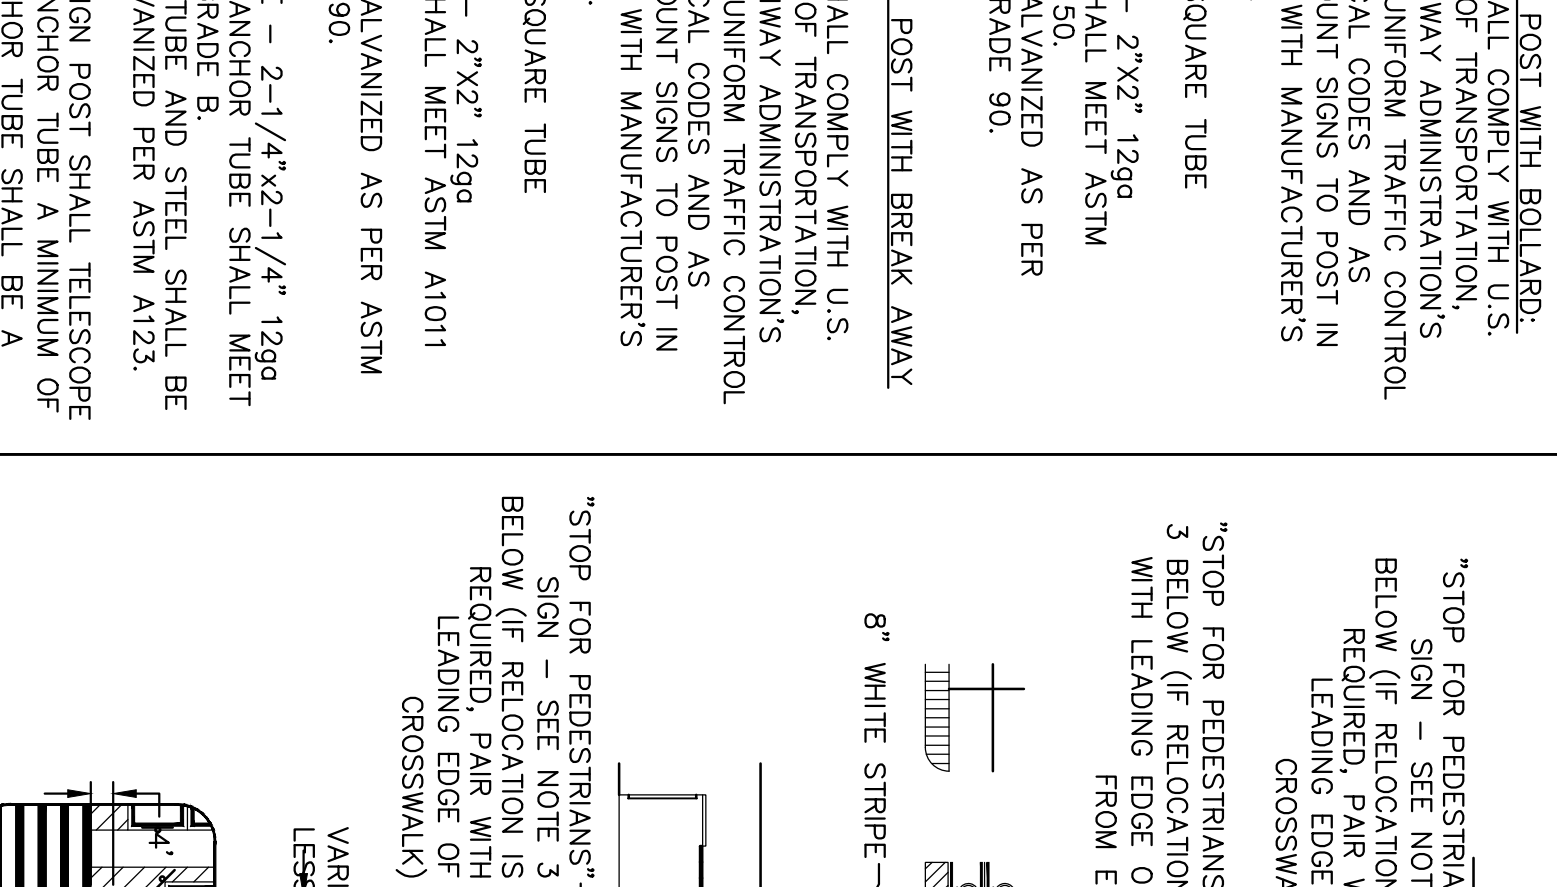 POST WITH BOLLARD:
ALL COMPLY WITH U.S.
OF TRANSPORTATION,
WAY ADMINISTRATION'S
UNIFORM TRAFFIC CONTROL
CAL CODES AND AS
OUNT SIGNS TO POST IN
WITH MANUFACTURER'S
SQUARE TUBE
– 2"X2" 12ga
HALL MEET ASTM
50.
ALVANIZED AS PER
RADE 90.
POST WITH BREAK AWAY
HALL COMPLY WITH U.S.
OF TRANSPORTATION,
HWAY ADMINISTRATION'S
UNIFORM TRAFFIC CONTROL
CAL CODES AND AS
OUNT SIGNS TO POST IN
WITH MANUFACTURER'S
SQUARE TUBE
– 2"X2" 12ga
HALL MEET ASTM A1011
ALVANIZED AS PER ASTM
90.
E – 2–1/4"x2–1/4" 12ga
ANCHOR TUBE SHALL MEET
GRADE B.
TUBE AND STEEL SHALL BE
VANIZED PER ASTM A123.
IGN POST SHALL TELESCOPE
NCHOR TUBE A MINIMUM OF
HOR TUBE SHALL BE A
"STOP FOR PEDESTRIA
SIGN – SEE NOT
BELOW (IF RELOCATION
REQUIRED, PAIR W
LEADING EDGE
CROSSWA
"STOP FOR PEDESTRIANS
3 BELOW (IF RELOCATION
WITH LEADING EDGE O
FROM E
8" WHITE STRIPE
"STOP FOR PEDESTRIANS"
SIGN – SEE NOTE 3
BELOW (IF RELOCATION IS
REQUIRED, PAIR WITH
LEADING EDGE OF
CROSSWALK)
VARI
LESS
4'